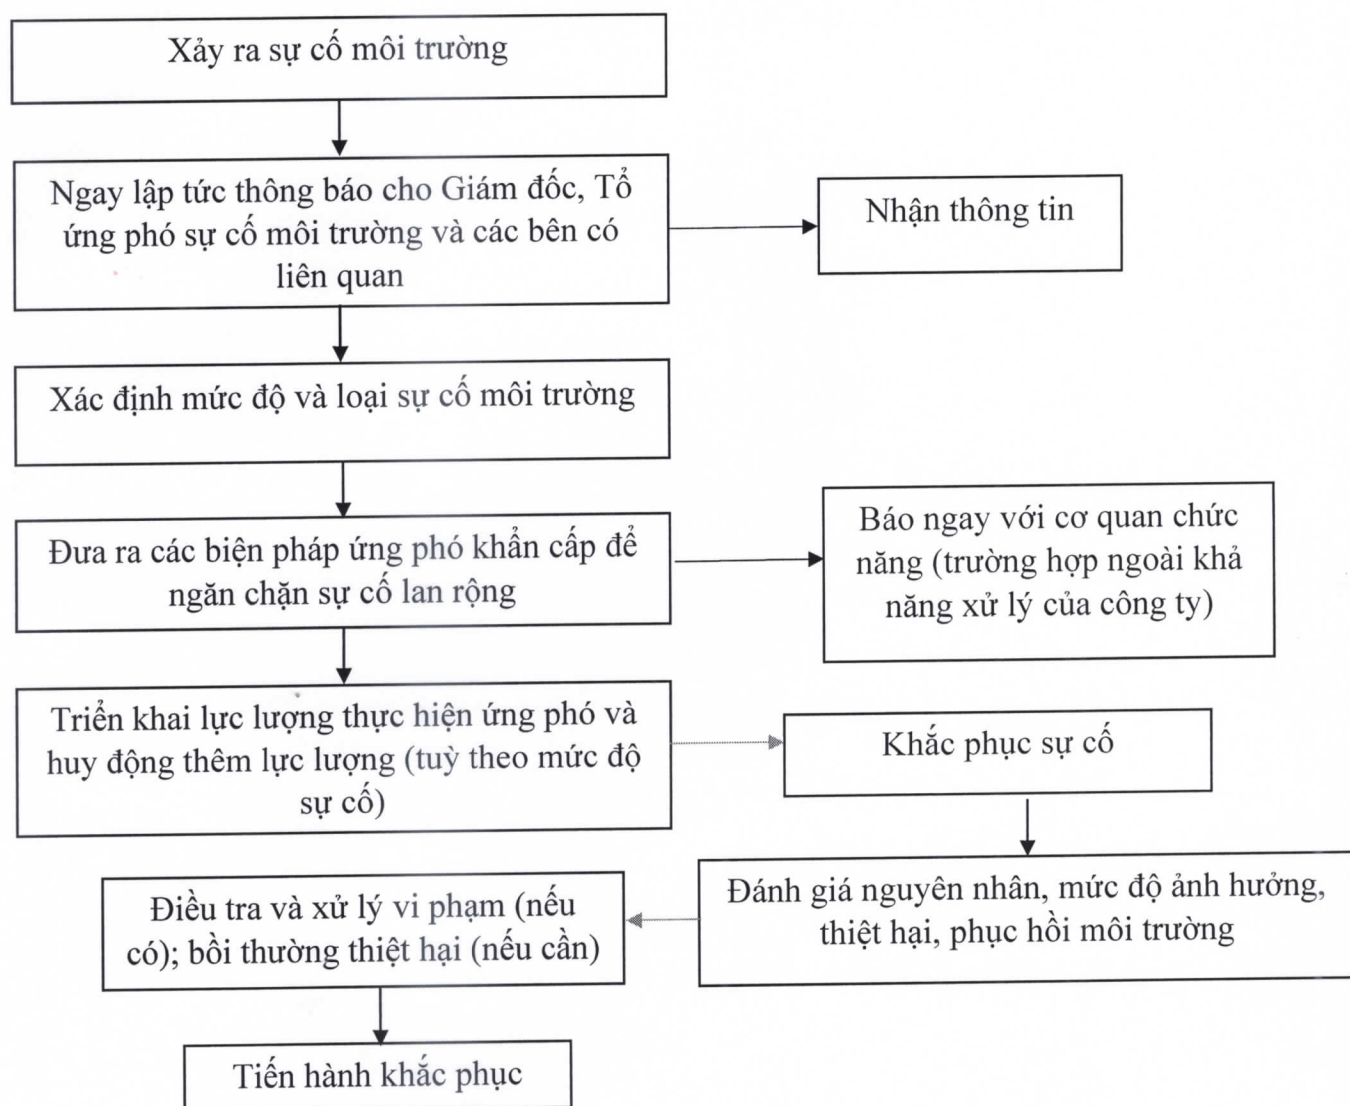 Xảy ra sự cố môi trường
Ngay lập tức thông báo cho Giám đốc, Tổ
ứng phó sự cố môi trường và các bên có
liên quan
Nhận thông tin
Xác định mức độ và loại sự cố môi trường
Đưa ra các biện pháp ứng phó khẩn cấp để
ngăn chặn sự cố lan rộng
Báo ngay với cơ quan chức
năng (trường hợp ngoài khả
năng xử lý của công ty)
Triển khai lực lượng thực hiện ứng phó và
huy động thêm lực lượng (tuỳ theo mức độ
sự cố)
Khắc phục sự cố
Đánh giá nguyên nhân, mức độ ảnh hưởng,
thiệt hại, phục hồi môi trường
Điều tra và xử lý vi phạm (nếu
có); bồi thường thiệt hại (nếu cần)
Tiến hành khắc phục